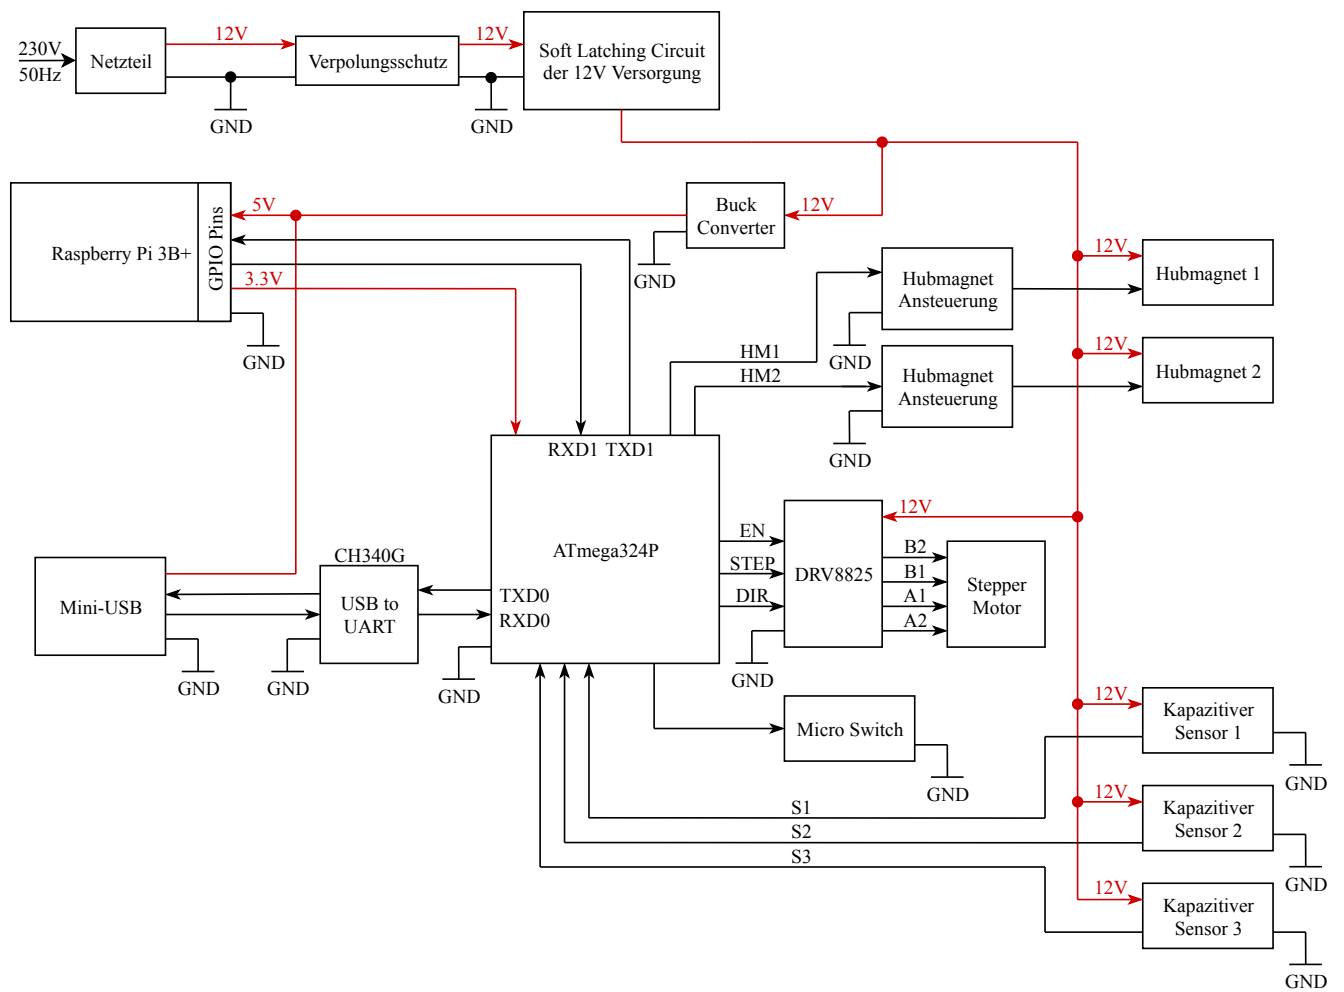 230V
50Hz
Netzteil
12V
Verpolungsschutz
12V
Soft Latching Circuit
der 12V Versorgung
GND
GND
Raspberry Pi 3B+
GPIO Pins
5V
3.3V
GND
Buck
Converter
12V
GND
HM1
HM2
Hubmagnet
Ansteuerung
GND
Hubmagnet
Ansteuerung
GND
12V
Hubmagnet 1
12V
Hubmagnet 2
RXD1 TXD1
ATmega324P
TXD0
RXD0
GND
Mini-USB
GND
CH340G
USB to
UART
GND
EN
STEP
DIR
DRV8825
GND
12V
B2
B1
A1
A2
Stepper
Motor
Micro Switch
GND
S1
S2
S3
12V
Kapazitiver
Sensor 1
GND
12V
Kapazitiver
Sensor 2
GND
12V
Kapazitiver
Sensor 3
GND